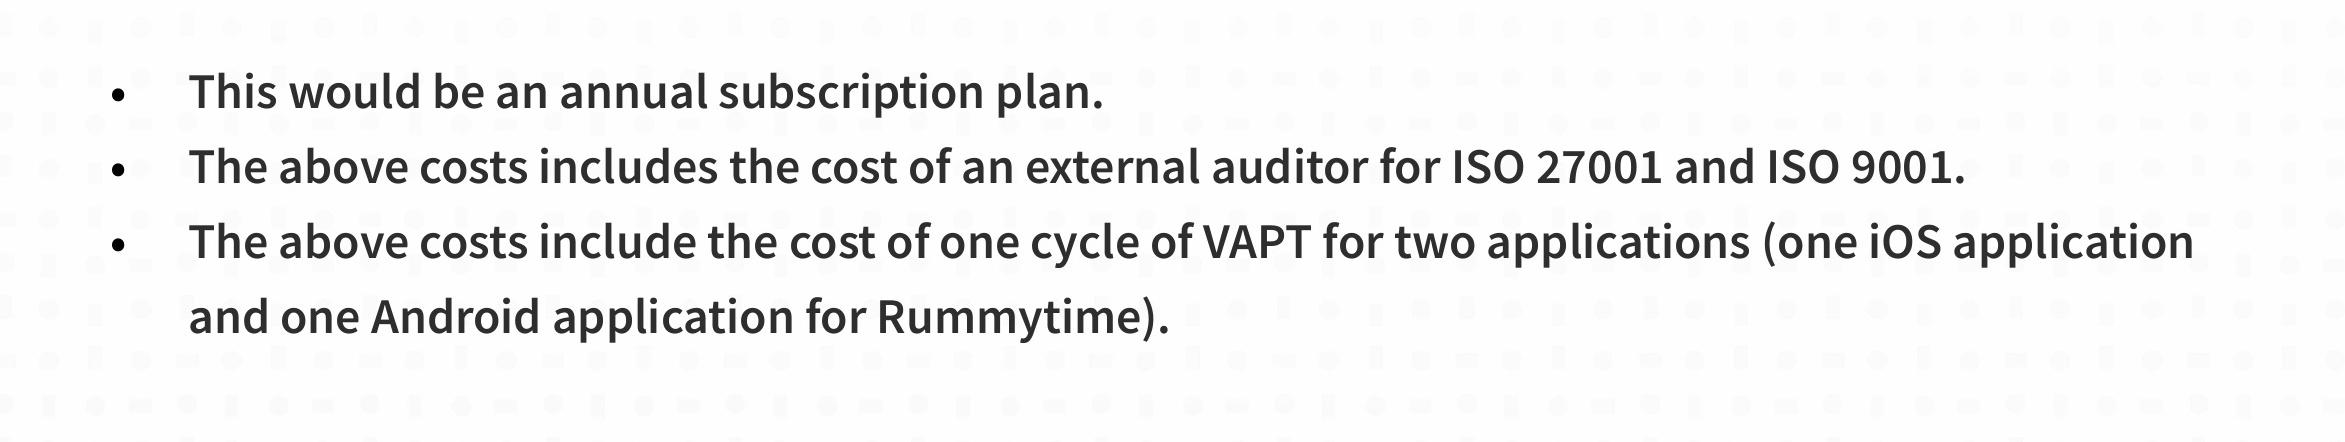 • This would be an annual subscription plan.
• The above costs includes the cost of an external auditor for ISO 27001 and ISO 9001.
• The above costs include the cost of one cycle of VAPT for two applications (one iOS application
and one Android application for Rummytime).